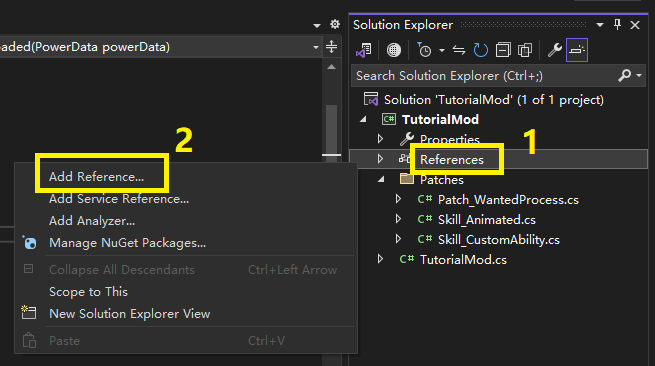 Solution Explorer
oaded(PowerData powerData)
Search Solution Explorer (Ctrl+;)
Solution 'TutorialMod' (1 of 1 project)
TutorialMod
Properties
1
References
Patches
Patch_WantedProcess.cs
Skill_Animated.cs
Skill_CustomAbility.cs
TutorialMod.cs
2
Add Reference...
Add Service Reference...
Add Analyzer...
Manage NuGet Packages...
Collapse All Descendants Ctrl+Left Arrow
Scope to This
New Solution Explorer View
Paste Ctrl+V